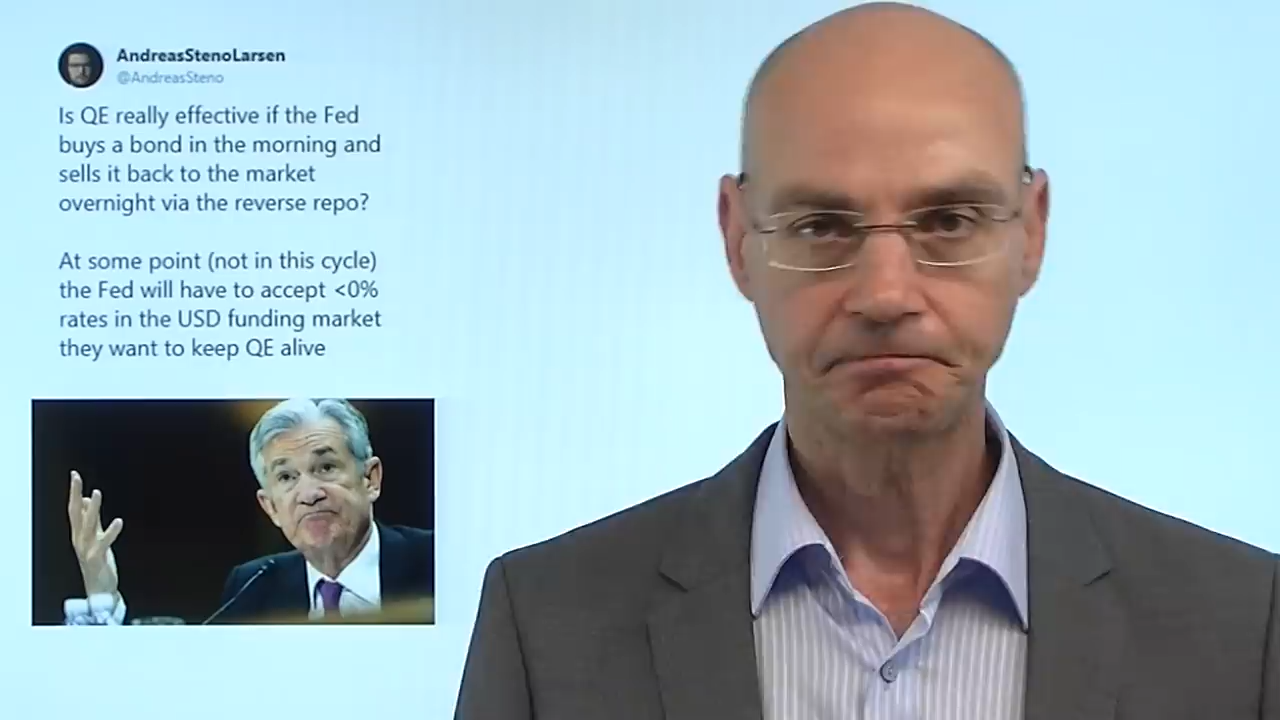 AndreasStenoLarsen
@AndreasSteno
Is QE really effective if the Fed
buys a bond in the morning and
sells it back to the market
overnight via the reverse repo?
At some point (not in this cycle)
the Fed will have to accept <0%
rates in the USD funding market
they want to keep QE alive